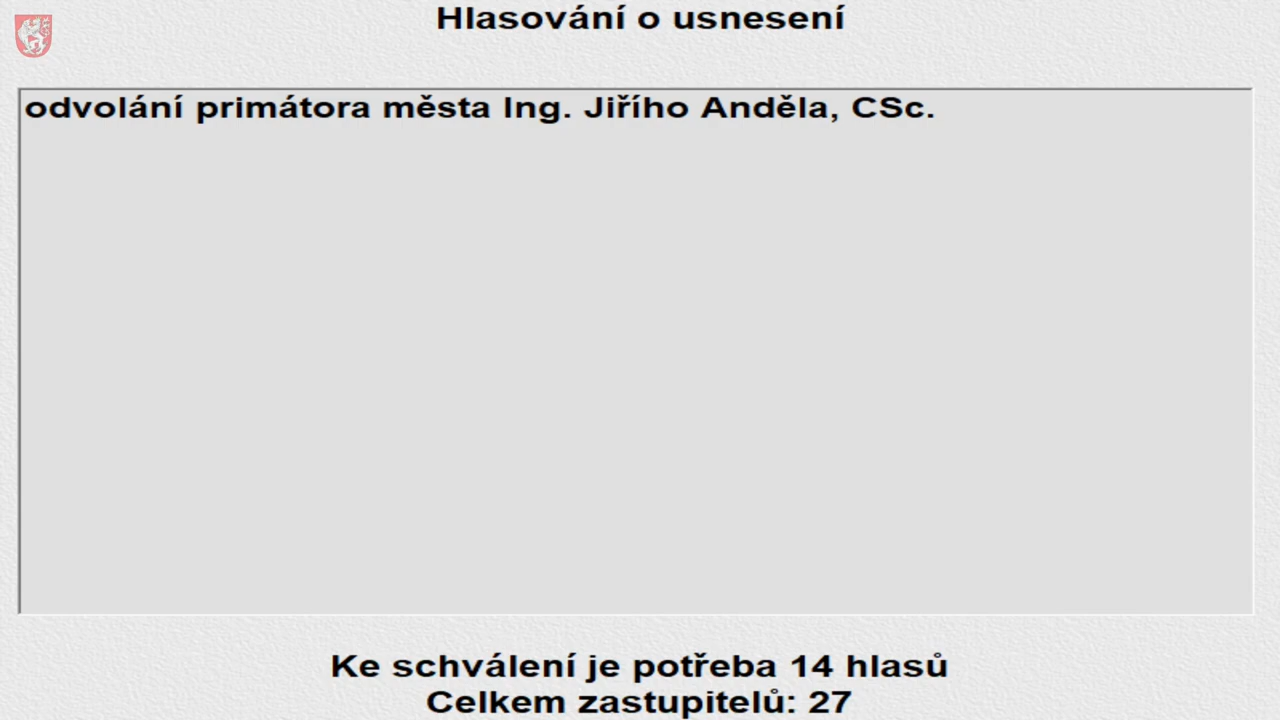 Hlasování o usnesení
odvolání primátora města Ing. Jiřího Anděla, CSc.
Ke schválení je potřeba 14 hlasů
Celkem zastupitelů: 27